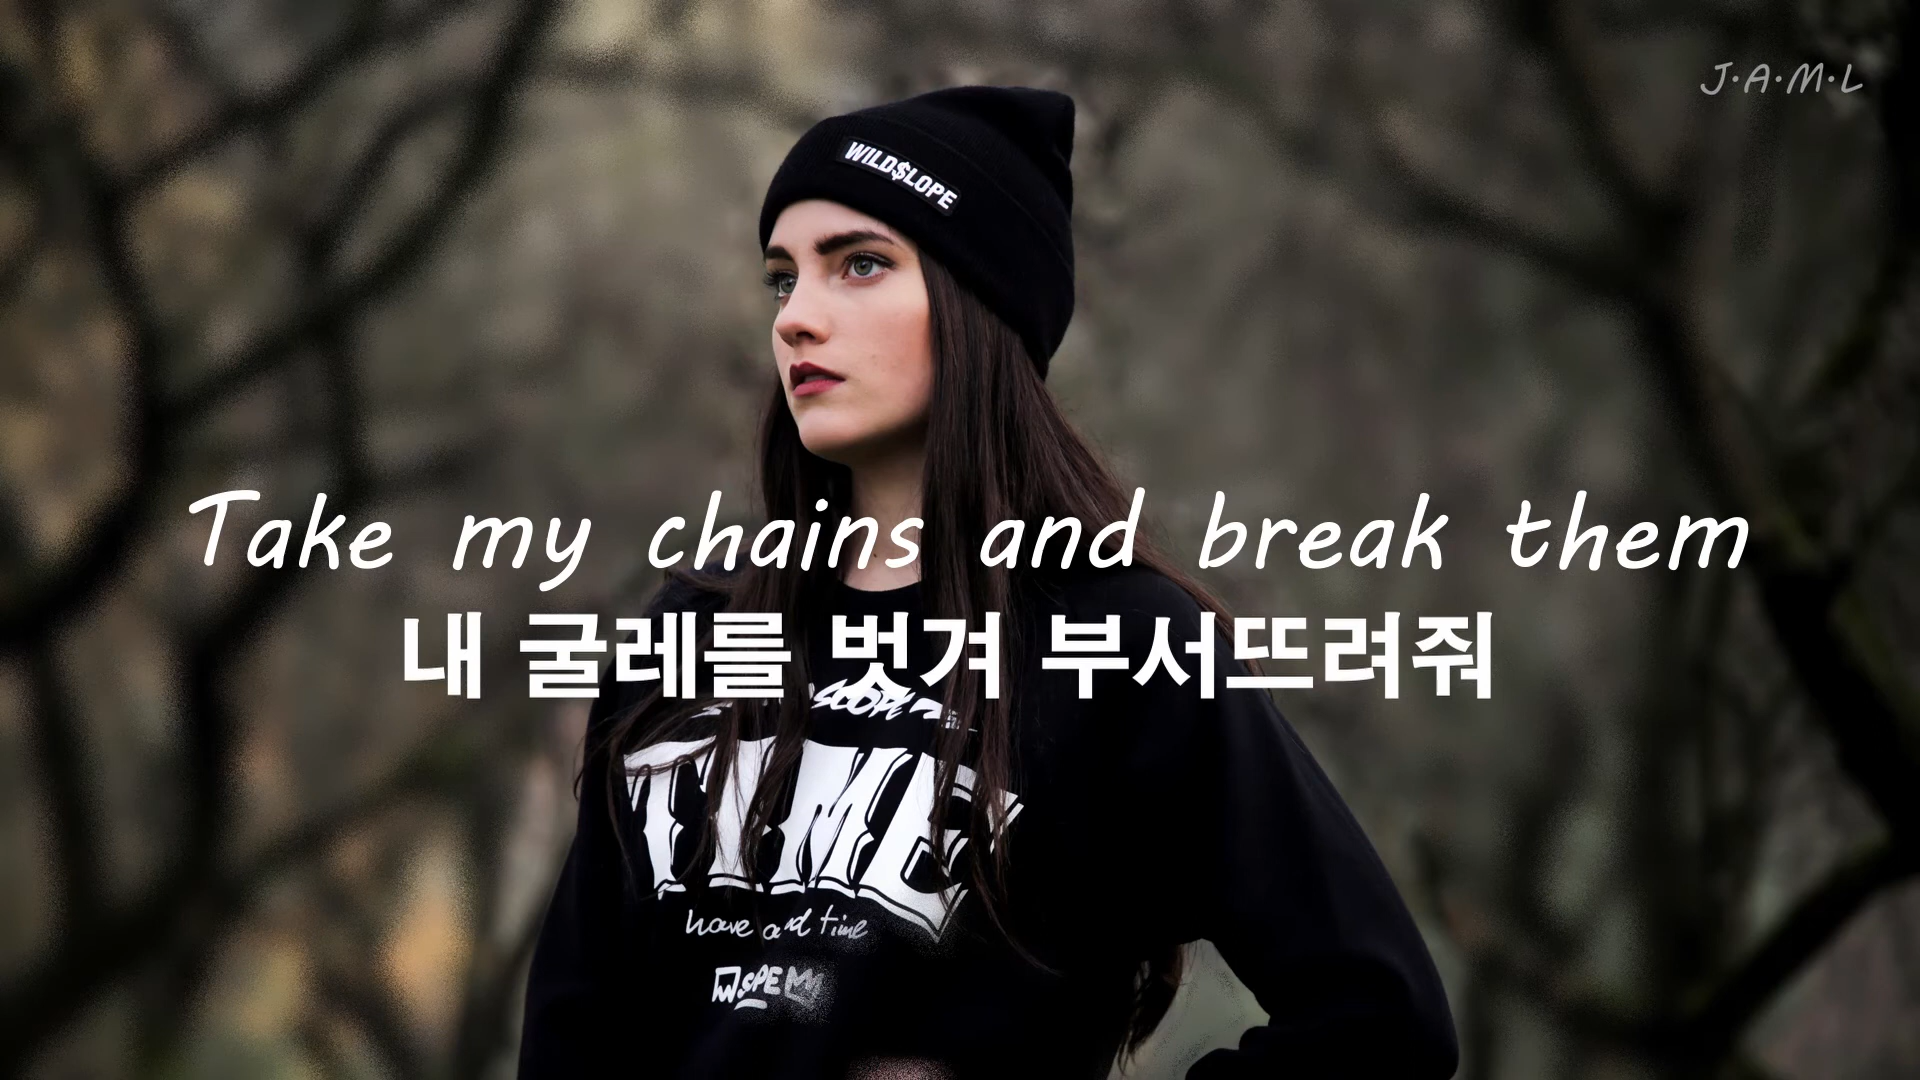 J·A·M·L
WILD$LOPE
Take my chains and break them
내 굴레를 벗겨 부서뜨려줘
TIME
have and time